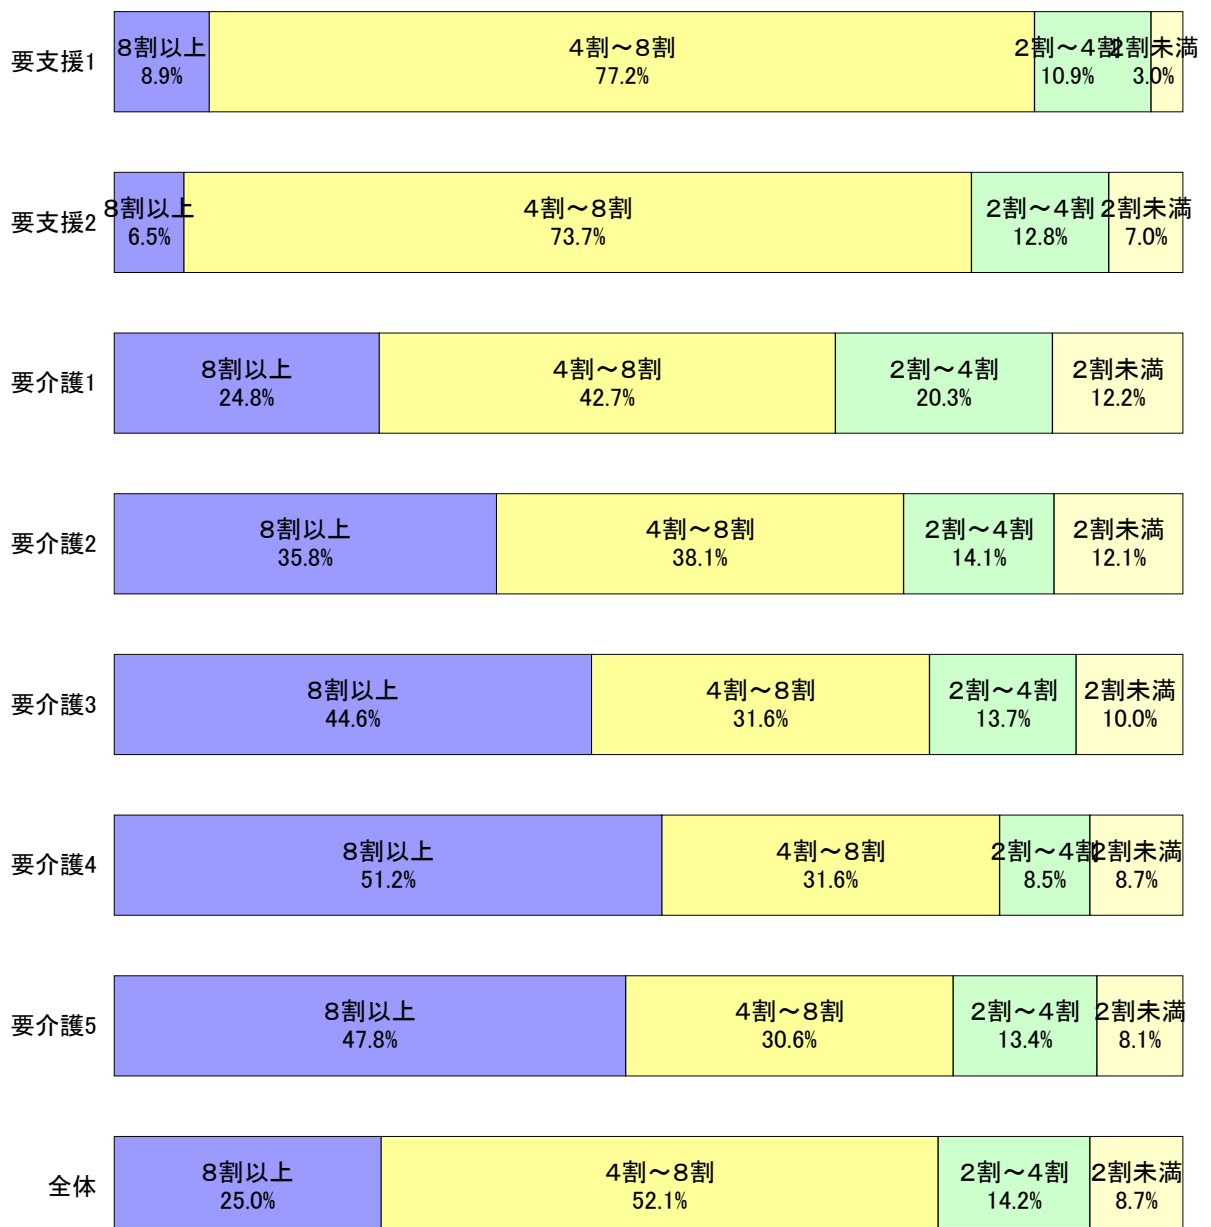 要支援1
8割以上
8.9%
4割～8割
77.2%
2割～4割
10.9%
2割未満
3.0%
要支援2
8割以上
6.5%
4割～8割
73.7%
2割～4割
12.8%
2割未満
7.0%
要介護1
8割以上
24.8%
4割～8割
42.7%
2割～4割
20.3%
2割未満
12.2%
要介護2
8割以上
35.8%
4割～8割
38.1%
2割～4割
14.1%
2割未満
12.1%
要介護3
8割以上
44.6%
4割～8割
31.6%
2割～4割
13.7%
2割未満
10.0%
要介護4
8割以上
51.2%
4割～8割
31.6%
2割～4割
8.5%
2割未満
8.7%
要介護5
8割以上
47.8%
4割～8割
30.6%
2割～4割
13.4%
2割未満
8.1%
全体
8割以上
25.0%
4割～8割
52.1%
2割～4割
14.2%
2割未満
8.7%